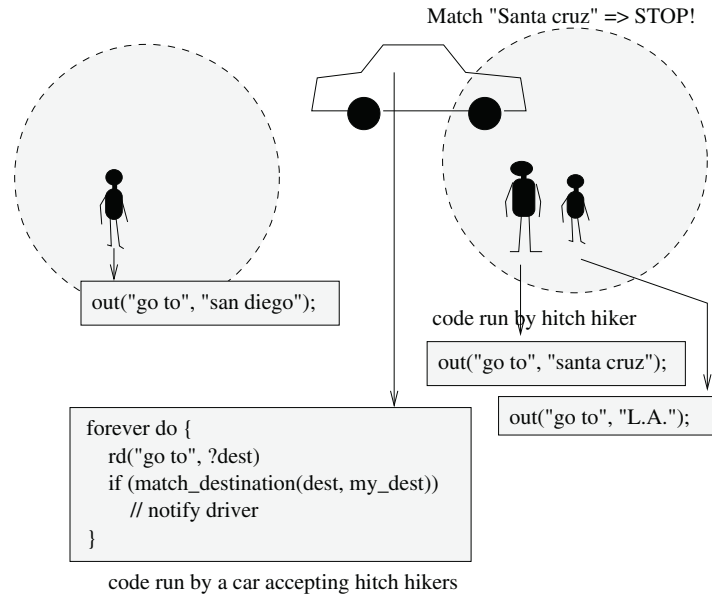 Match "Santa cruz" => STOP!
out("go to", "san diego");
code run by hitch hiker
out("go to", "santa cruz");
out("go to", "L.A.");
forever do {
rd("go to", ?dest)
if (match_destination(dest, my_dest))
// notify driver
}
code run by a car accepting hitch hikers